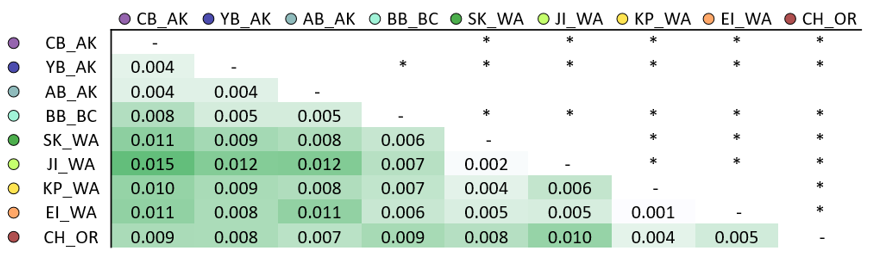 CB_AK YB_AK AB_AK BB_BC SK_WA JI_WA KP_WA EI_WA CH_OR
CB_AK - * * * * *
YB_AK 0.004 - * * * * * *
AB_AK 0.004 0.004 -
BB_BC 0.008 0.005 0.005 - * * * * *
SK_WA 0.011 0.009 0.008 0.006 - * * *
JI_WA 0.015 0.012 0.012 0.007 0.002 - * * *
KP_WA 0.010 0.009 0.008 0.007 0.004 0.006 - *
EI_WA 0.011 0.008 0.011 0.006 0.005 0.005 0.001 - *
CH_OR 0.009 0.008 0.007 0.009 0.008 0.010 0.004 0.005 -